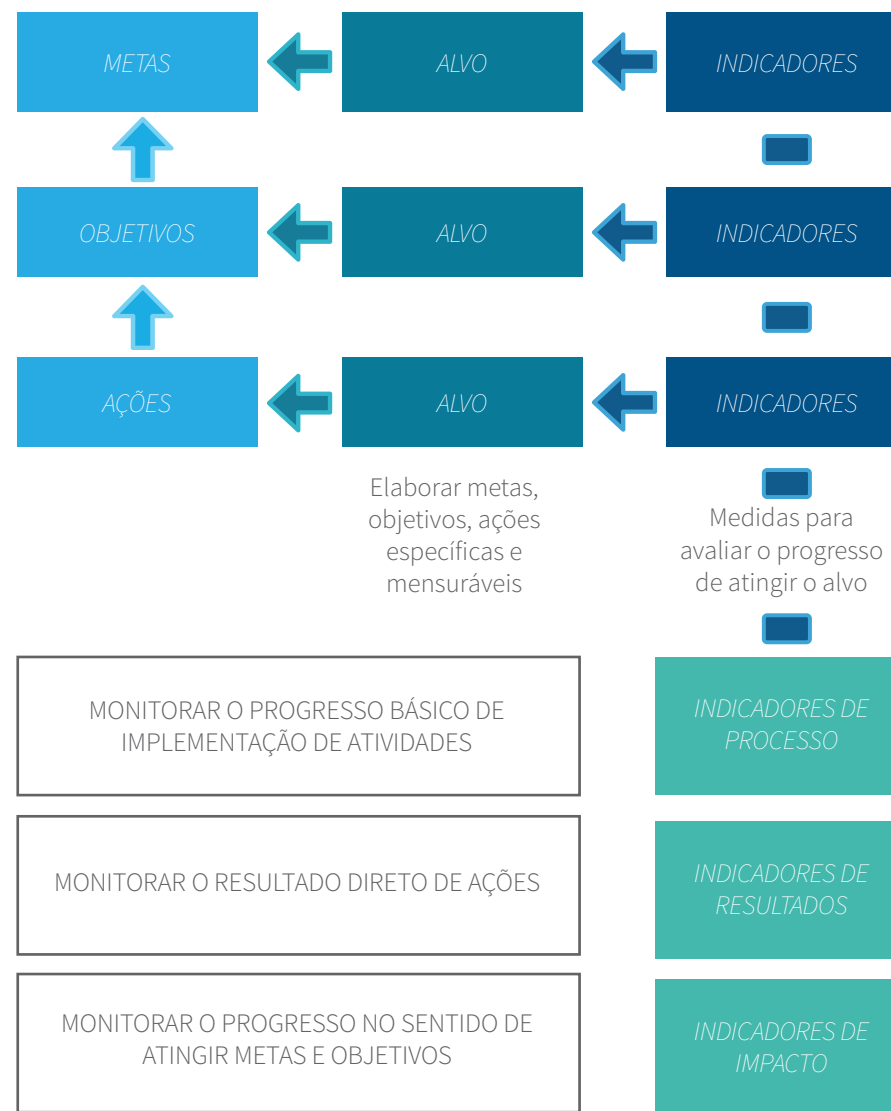 METAS
ALVO
INDICADORES
OBJETIVOS
ALVO
INDICADORES
AÇÕES
ALVO
INDICADORES
Elaborar metas,
objetivos, ações
específicas e
mensuráveis
Medidas para
avaliar o progresso
de atingir o alvo
MONITORAR O PROGRESSO BÁSICO DE
IMPLEMENTAÇÃO DE ATIVIDADES
INDICADORES DE
PROCESSO
MONITORAR O RESULTADO DIRETO DE AÇÕES
INDICADORES DE
RESULTADOS
MONITORAR O PROGRESSO NO SENTIDO DE
ATINGIR METAS E OBJETIVOS
INDICADORES DE
IMPACTO